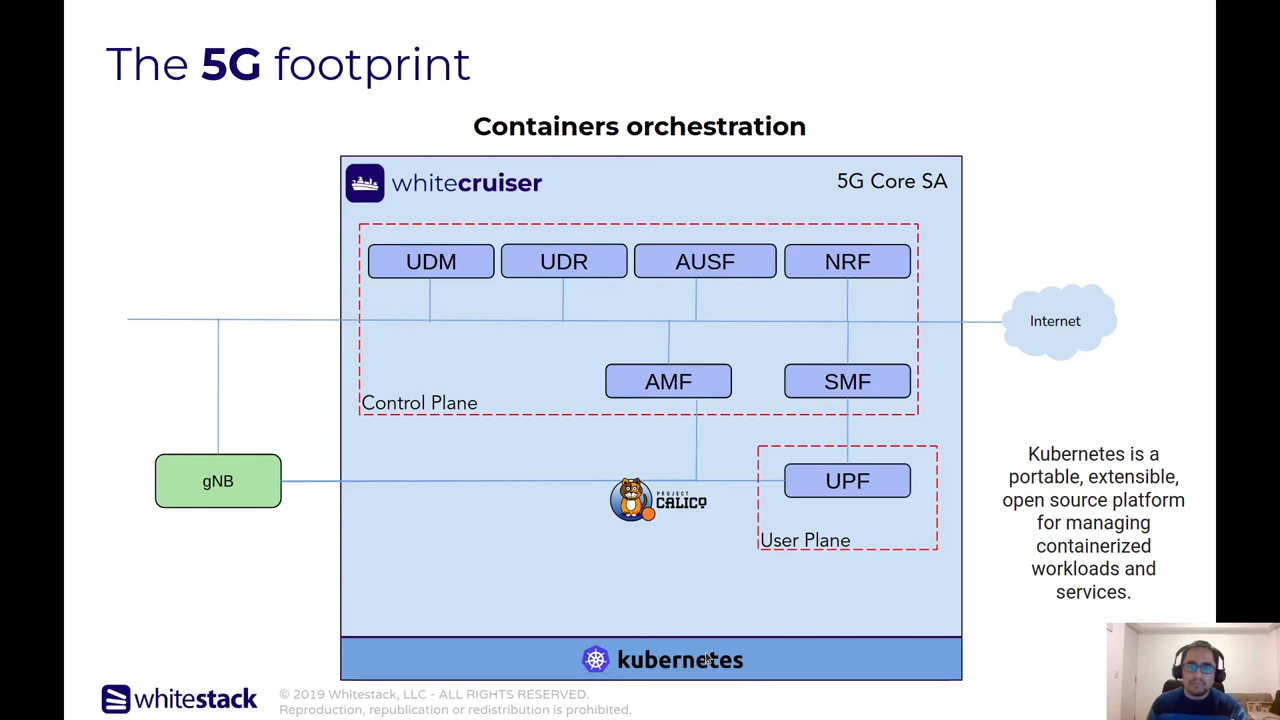 The 5G footprint
Containers orchestration
whitecruiser
5G Core SA
UDM
UDR
AUSF
NRF
Internet
AMF
SMF
Control Plane
gNB
UPF
PROJECT
CALICO
User Plane
Kubernetes is a
portable, extensible,
open source platform
for managing
containerized
workloads and
services.
kubernetes
whitestack
© 2019 Whitestack, LLC - ALL RIGHTS RESERVED.
Reproduction, republication or redistribution is prohibited.